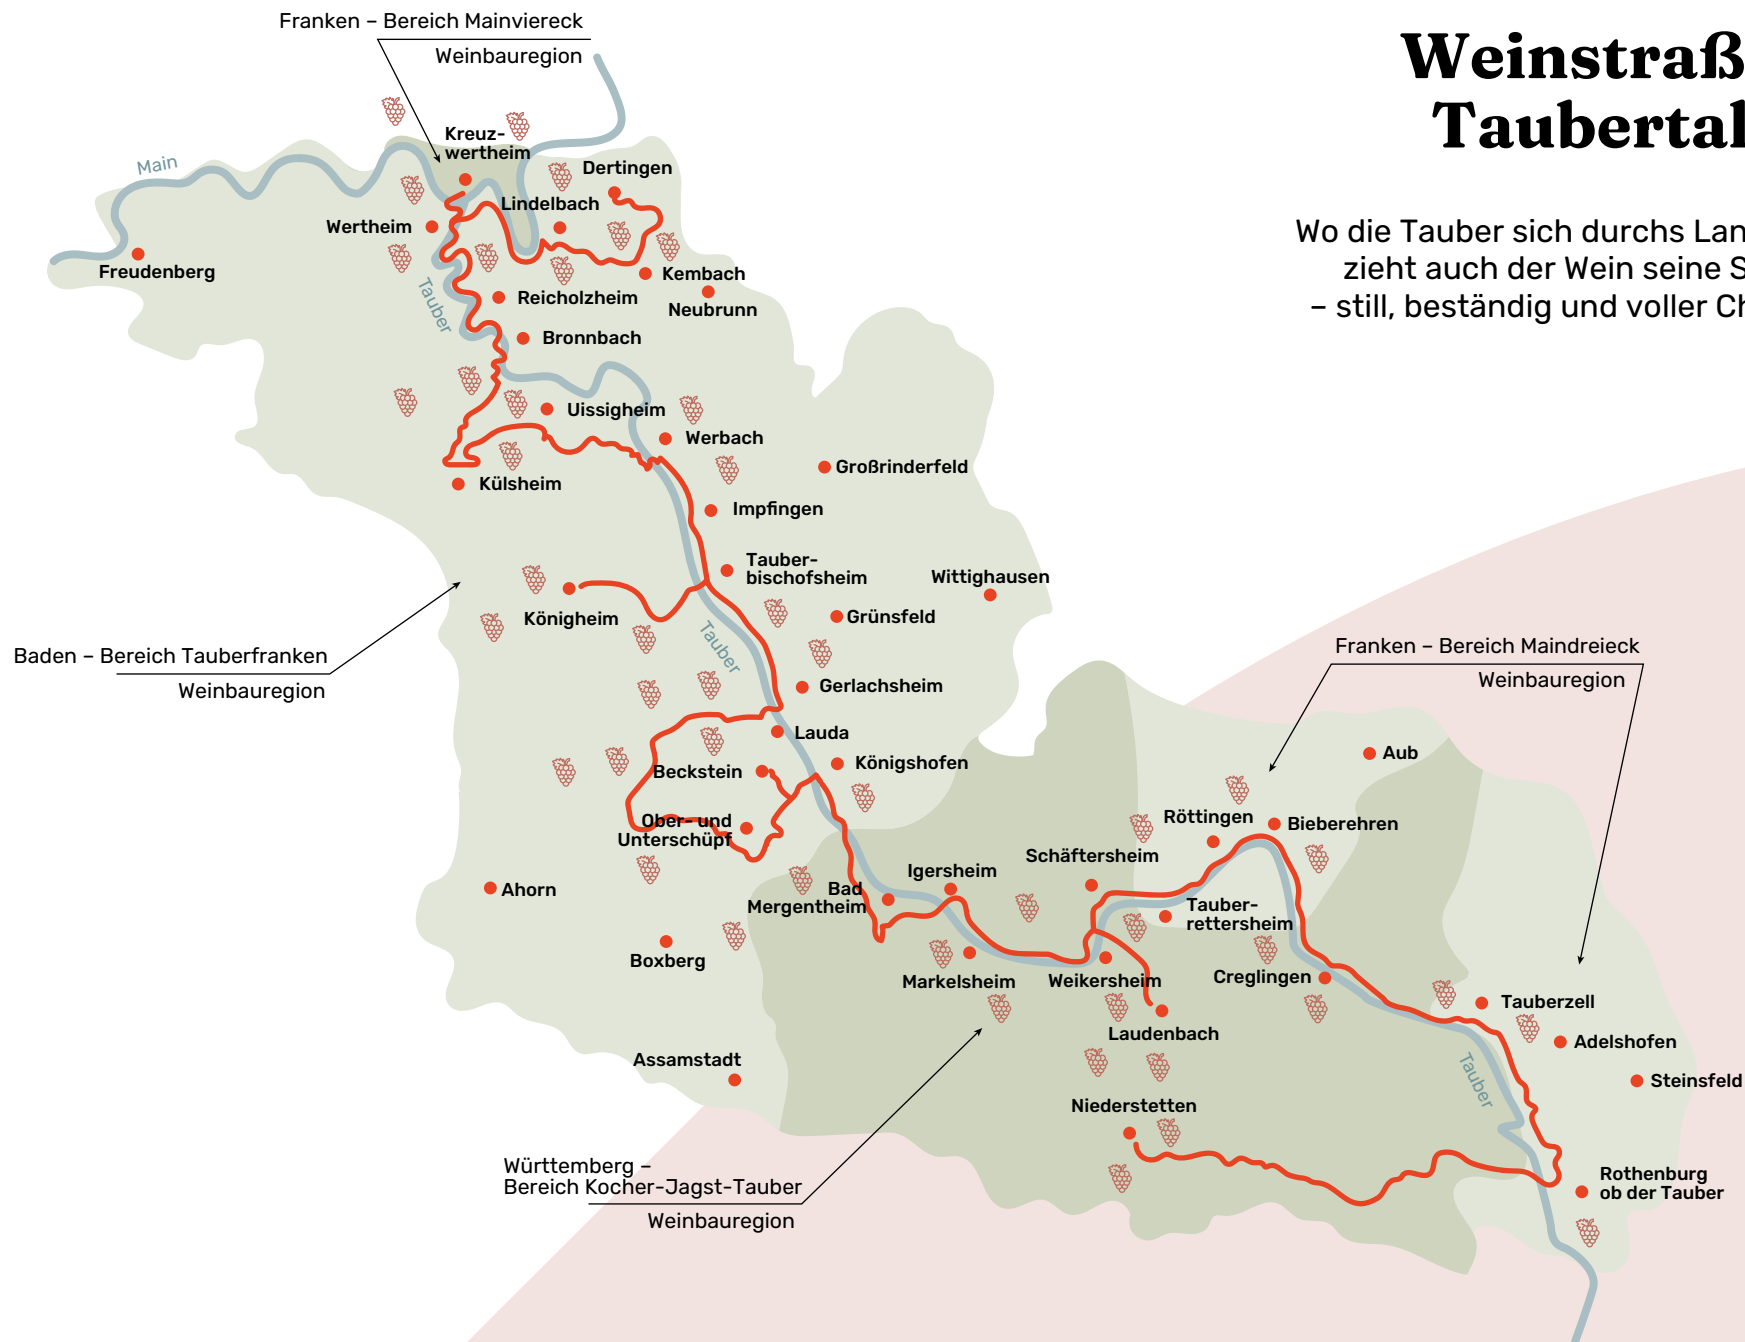 Franken – Bereich Mainviereck
Weinbauregion
Weinstraß
Taubertal
Wo die Tauber sich durchs Lan
zieht auch der Wein seine S
– still, beständig und voller Ch
Main
Kreuz-
wertheim
Dertingen
Lindelbach
Wertheim
Freudenberg
Kembach
Tauber
Reicholzheim
Neubrunn
Bronnbach
Uissigheim
Werbach
Großrinderfeld
Külsheim
Impfingen
Tauber-
bischofsheim
Wittighausen
Königheim
Grünsfeld
Tauber
Baden – Bereich Tauberfranken
Weinbauregion
Franken – Bereich Maindreieck
Weinbauregion
Gerlachsheim
Lauda
Königshofen
Beckstein
Aub
Ober- und
Unterschüpf
Röttingen
Bieberehren
Schäftersheim
Igersheim
Ahorn
Bad
Mergentheim
Tauber-
rettersheim
Boxberg
Markelsheim
Weikersheim
Creglingen
Tauberzell
Laudenbach
Adelshofen
Assamstadt
Tauber
Steinsfeld
Niederstetten
Württemberg –
Bereich Kocher-Jagst-Tauber
Weinbauregion
Rothenburg
ob der Tauber